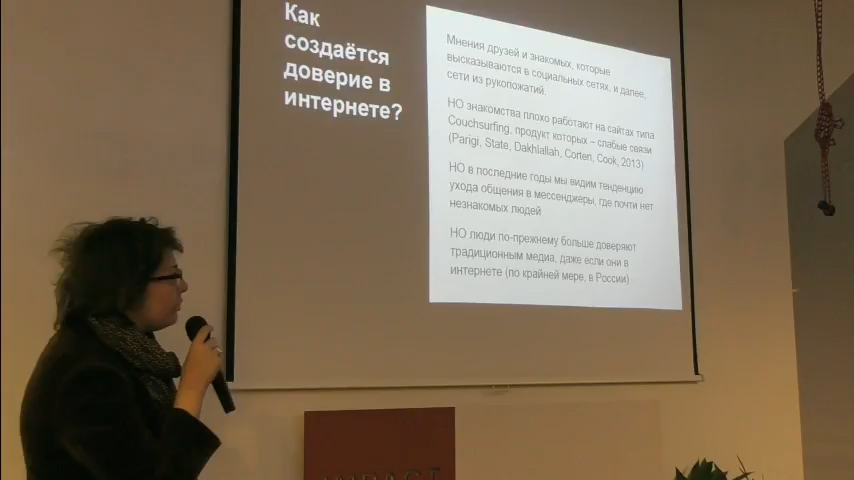 Как
создаётся
доверие в
интернете?
Мнения друзей и знакомых, которые
высказываются в социальных сетях, и далее,
сети из рукопожатий.
НО знакомства плохо работают на сайтах типа
Couchsurfing, продукт которых – слабые связи
(Parigi, State, Dakhlallah, Corten, Cook, 2013)
НО в последние годы мы видим тенденцию
ухода общения в мессенджеры, где почти нет
незнакомых людей
НО люди по-прежнему больше доверяют
традиционным медиа, даже если они в
интернете (по крайней мере, в России)